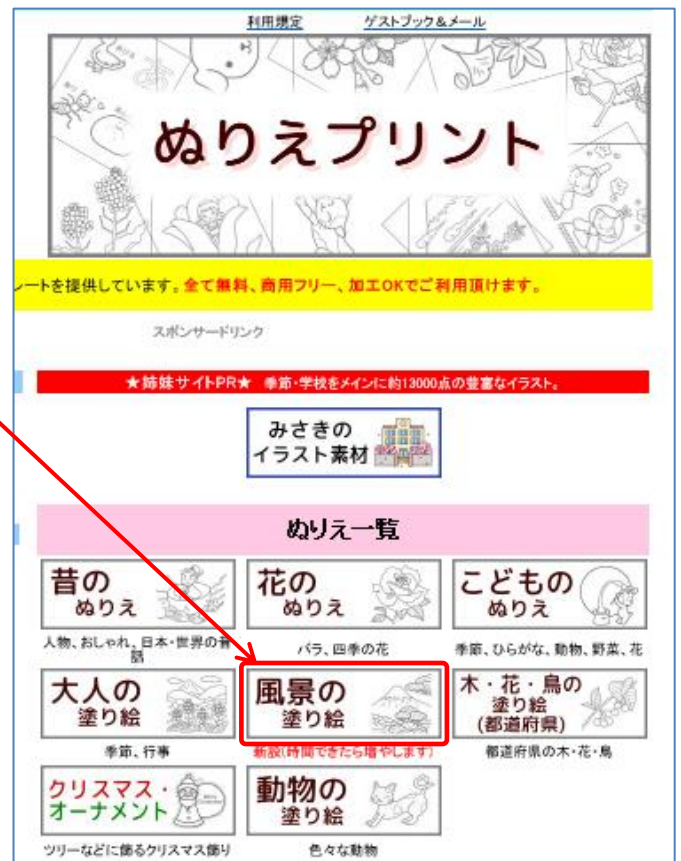 利用規定 ゲストブック&メール
ぬりえプリント
ートを提供しています。全て無料、商用フリー、加工OKでご利用頂けます。
スポンサードリンク
★姉妹サイトPR★ 季節・学校をメインに約13000点の豊富なイラスト。
みさきの
イラスト素材
ぬりえ一覧
昔の
ぬりえ
人物、おしゃれ、日本・世界の昔
話
花の
ぬりえ
バラ、四季の花
こどもの
ぬりえ
季節、ひらがな、動物、野菜、花
大人の
塗り絵
季節、行事
風景の
塗り絵
新設(時間できたら増やします)
木・花・鳥の
塗り絵
(都道府県)
都道府県の木・花・鳥
クリスマス・
オーナメント
ツリーなどに飾るクリスマス飾り
動物の
塗り絵
色々な動物